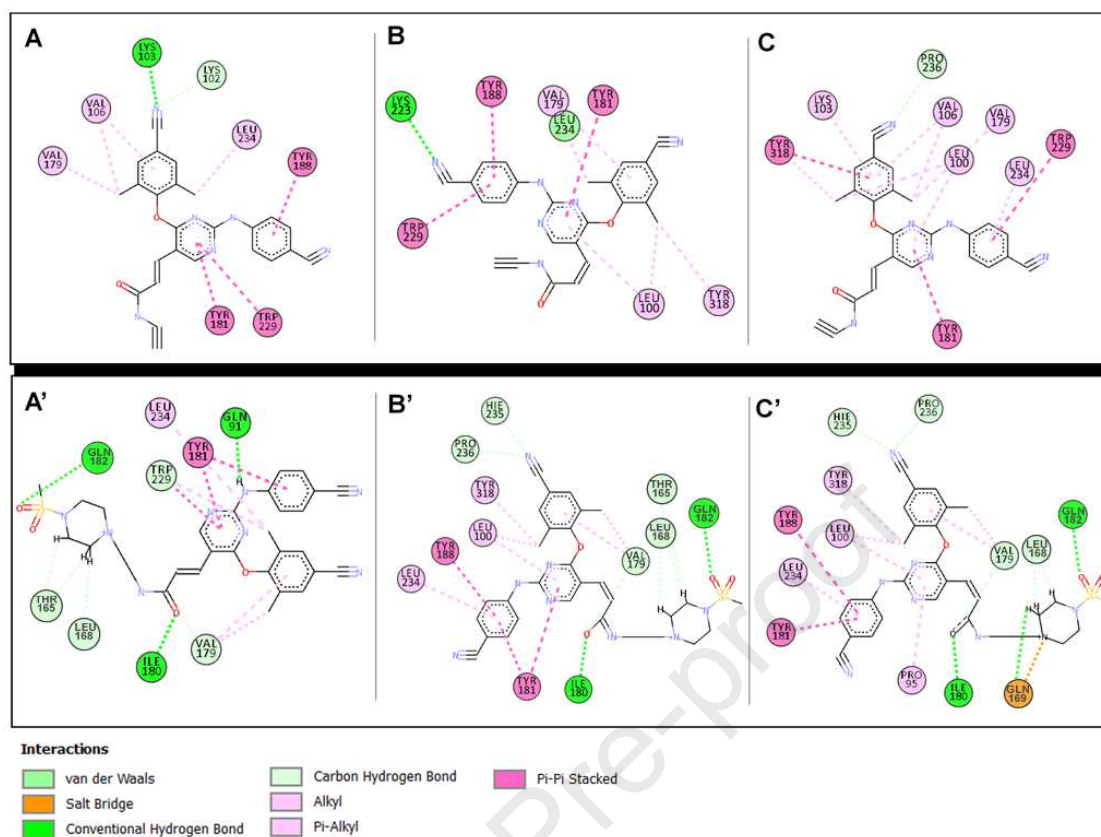 A
LYS
103
LYS
102
VAL
106
LEU
234
VAL
179
TYR
188
N
O
N
N
N
N
O
N
TYR
181
TRP
229
B
LYS
223
TYR
188
VAL
179
TYR
181
LEU
234
N
N
N
N
N
TRP
229
O
N
O
LEU
100
TYR
318
C
PRO
236
LYS
103
N
VAL
106
VAL
179
TYR
318
LEU
100
TRP
229
LEU
234
O
N
N
N
N
O
N
TYR
181
A'
LEU
234
GLN
91
GLN
182
TYR
181
TRP
229
H
N
O
S
O
N
N
N
N
N
N
H
H
N
O
O
THR
165
LEU
168
ILE
180
VAL
179
B'
HIE
235
PRO
236
N
TYR
318
THR
165
GLN
182
LEU
100
LEU
168
TYR
188
VAL
179
O
O
O
S
LEU
234
N
N
N
H
H
N
N
O
N
N
TYR
181
ILE
180
C'
HIE
235
PRO
236
N
TYR
318
GLN
182
TYR
188
LEU
100
LEU
168
VAL
179
O
O
O
S
LEU
234
N
N
N
H
H
N
TYR
181
O
N
N
N
PRO
95
ILE
180
GLN
169
Pre-proof
Interactions
van der Waals
Salt Bridge
Conventional Hydrogen Bond
Carbon Hydrogen Bond
Alkyl
Pi-Alkyl
Pi-Pi Stacked